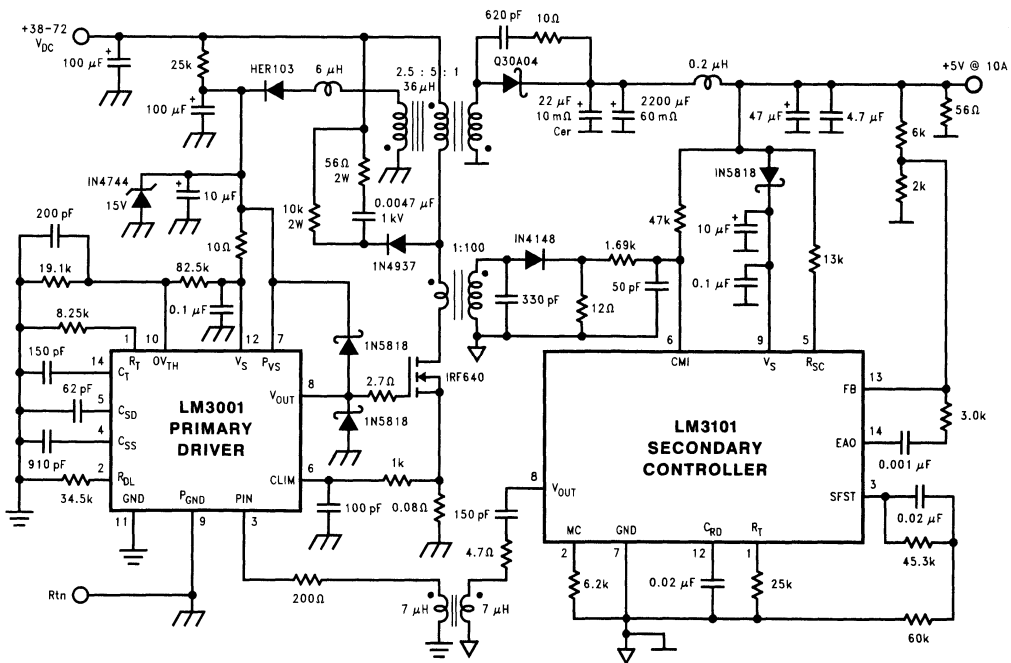 +38-72
VDC
100 µF
+
25k
100 µF
+
HER103
6 µH
2.5 : 5 : 1
36µH
620 pF
10Ω
Q30A04
0.2 µH
+5V @ 10A
22 µF
10 mΩ
Cer
+
2200 µF
60 mΩ
+
47 µF
+
4.7 µF
+
6k
56Ω
2k
IN4744
15V
10 µF
+
56Ω
2W
10k
2W
0.0047 µF
1 kV
1N4937
IN5818
47k
10 µF
+
0.1 µF
13k
200 pF
19.1k
82.5k
10Ω
0.1 µF
8.25k
1:100
IN4148
1.69k
330 pF
12Ω
50 pF
1 10 12 7
RT OVTH VS PVS
150 pF
14
CT
62 pF
5
CSD
910 pF
4
CSS
34.5k
2
RDL
LM3001
PRIMARY
DRIVER
VOUT
8
CLIM
6
GND PGND PIN
11 9 3
1N5818
2.7Ω
1N5818
IRF640
1k
100 pF
0.08Ω
6 9 5
CMI VS RSC
LM3101
SECONDARY
CONTROLLER
FB
13
EAO
14
SFST
3
3.0k
0.001 µF
0.02 µF
45.3k
8
VOUT
MC GND CRD RT
2 7 12 1
150 pF
4.7Ω
6.2k
0.02 µF
25k
60k
Rtn
200Ω
7 µH
7 µH